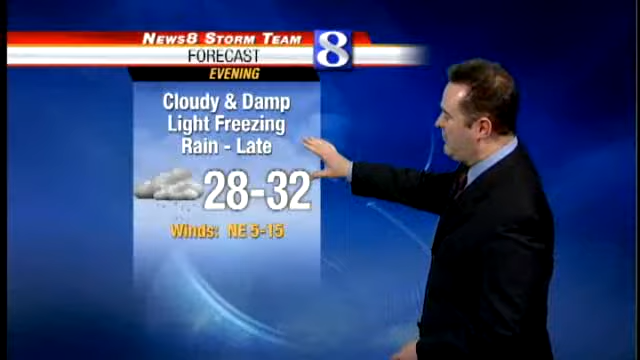 News8 Storm Team
8
FORECAST
EVENING
Cloudy & Damp
Light Freezing
Rain - Late
28-32
Winds: NE 5-15